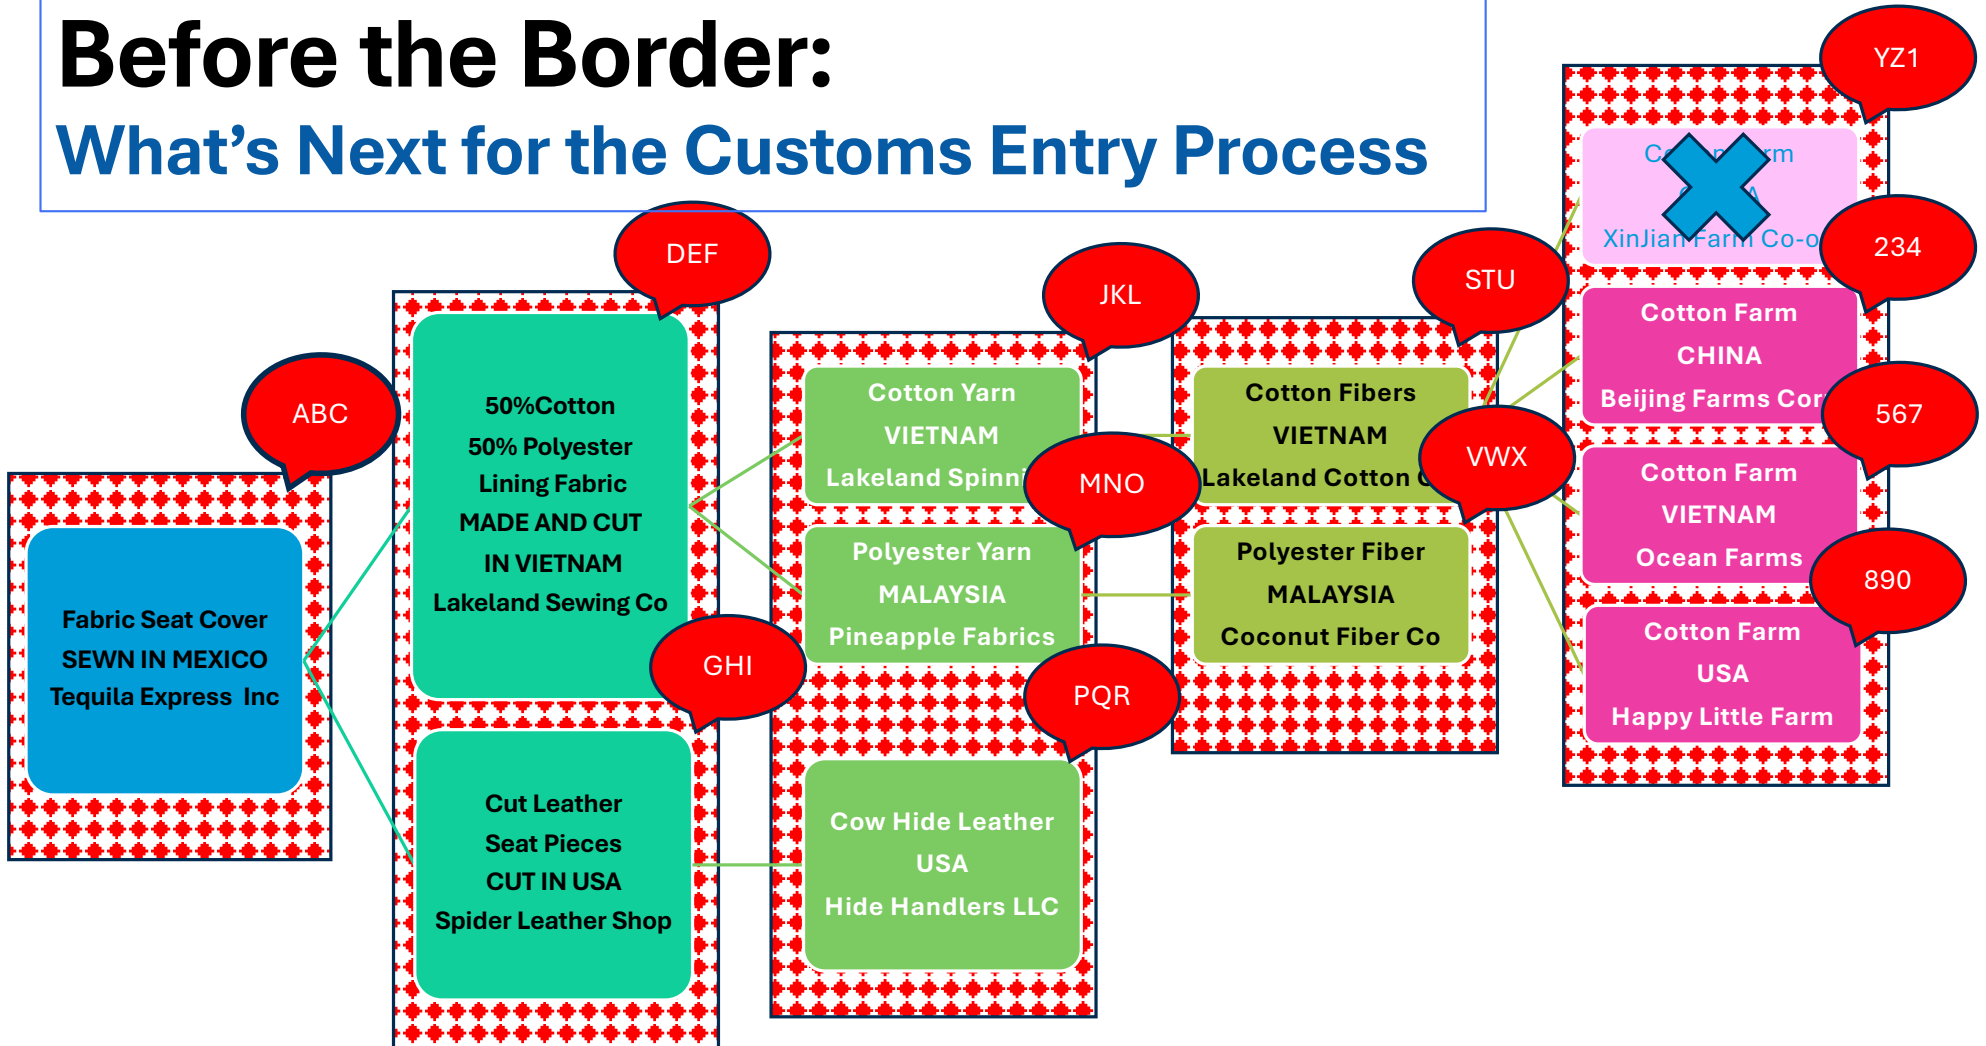 Before the Border:
What's Next for the Customs Entry Process
ABC
Fabric Seat Cover
SEWN IN MEXICO
Tequila Express Inc
DEF
50%Cotton
50% Polyester
Lining Fabric
MADE AND CUT
IN VIETNAM
Lakeland Sewing Co
GHI
Cut Leather
Seat Pieces
CUT IN USA
Spider Leather Shop
JKL
Cotton Yarn
VIETNAM
Lakeland
MNO
Polyester Yarn
MALAYSIA
Pineapple Fabrics
PQR
Cow Hide Leather
USA
Hide Handlers LLC
STU
Cotton Fibers
VIETNAM
Lakeland Cotton
VWX
Polyester Fiber
MALAYSIA
Coconut Fiber Co
YZ1
XinJian Farm
234
Cotton Farm
CHINA
Beijing Farms
567
Cotton Farm
VIETNAM
Ocean Farms
890
Cotton Farm
USA
Happy Little Farm